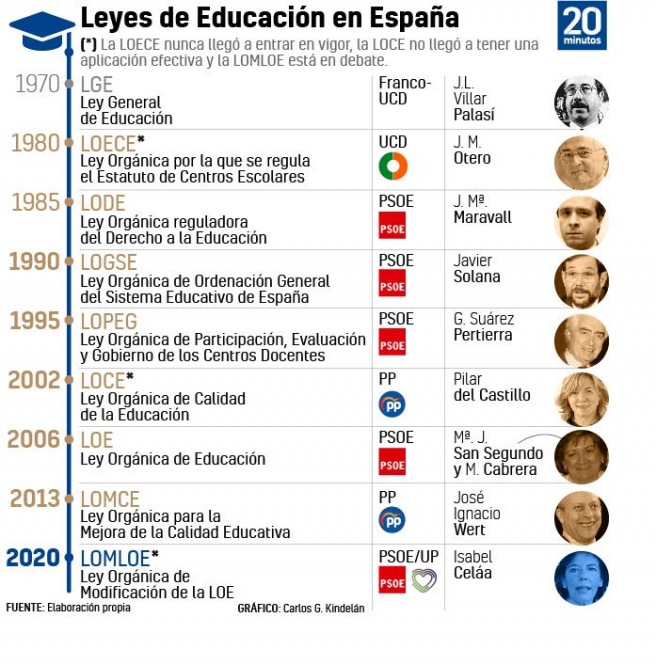 Leyes de Educación en España
20
minutos
(*) La LOECE nunca llegó a entrar en vigor, la LOCE no llegó a tener una
aplicación efectiva y la LOMLOE está en debate.
1970 LGE
Ley General
de Educación
Franco-
UCD
J.L.
Villar
Palasí
1980 LOECE*
Ley Orgánica por la que se regula
el Estatuto de Centros Escolares
UCD
J. M.
Otero
1985 LODE
Ley Orgánica reguladora
del Derecho a la Educación
PSOE
PSOE
J. Mª.
Maravall
1990 LOGSE
Ley Orgánica de Ordenación General
del Sistema Educativo de España
PSOE
PSOE
Javier
Solana
1995 LOPEG
Ley Orgánica de Participación, Evaluación
y Gobierno de los Centros Docentes
PSOE
PSOE
G. Suárez
Pertierra
2002 LOCE*
Ley Orgánica de Calidad
de la Educación
PP
PP
Pilar
del Castillo
2006 LOE
Ley Orgánica de Educación
PSOE
PSOE
Mª. J.
San Segundo
y M. Cabrera
2013 LOMCE
Ley Orgánica para la
Mejora de la Calidad Educativa
PP
PP
José
Ignacio
Wert
2020 LOMLOE*
Ley Orgánica de
Modificación de la LOE
PSOE/UP
PSOE
Isabel
Celáa
FUENTE: Elaboración propia
GRÁFICO: Carlos G. Kindelán